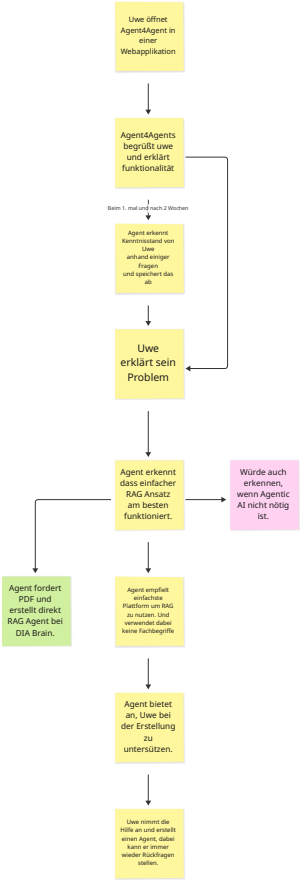 Uwe öffnet
Agent4Agent in
einer
Webapplikation
Agent4Agents
begrüßt uwe
und erklärt
funktionalität
Beim 1. mal und nach 2 Wochen
Agent erkennt
Kenntnisstand von
Uwe
anhand einiger
Fragen
und speichert das
ab
Uwe
erklärt sein
Problem
Agent erkennt
dass einfacher
RAG Ansatz
am besten
funktioniert.
Würde auch
erkennen,
wenn Agentic
AI nicht nötig
ist.
Agent fordert
PDF und
erstellt direkt
RAG Agent bei
DIA Brain.
Agent empfielt
einfachste
Plattform um RAG
zu nutzen. Und
verwendet dabei
keine Fachbegriffe
Agent bietet
an, Uwe bei
der Erstellung
zu
untersützen.
Uwe nimmt die
Hilfe an und erstellt
einen Agent, dabei
kann er immer
wieder Rückfragen
stellen.